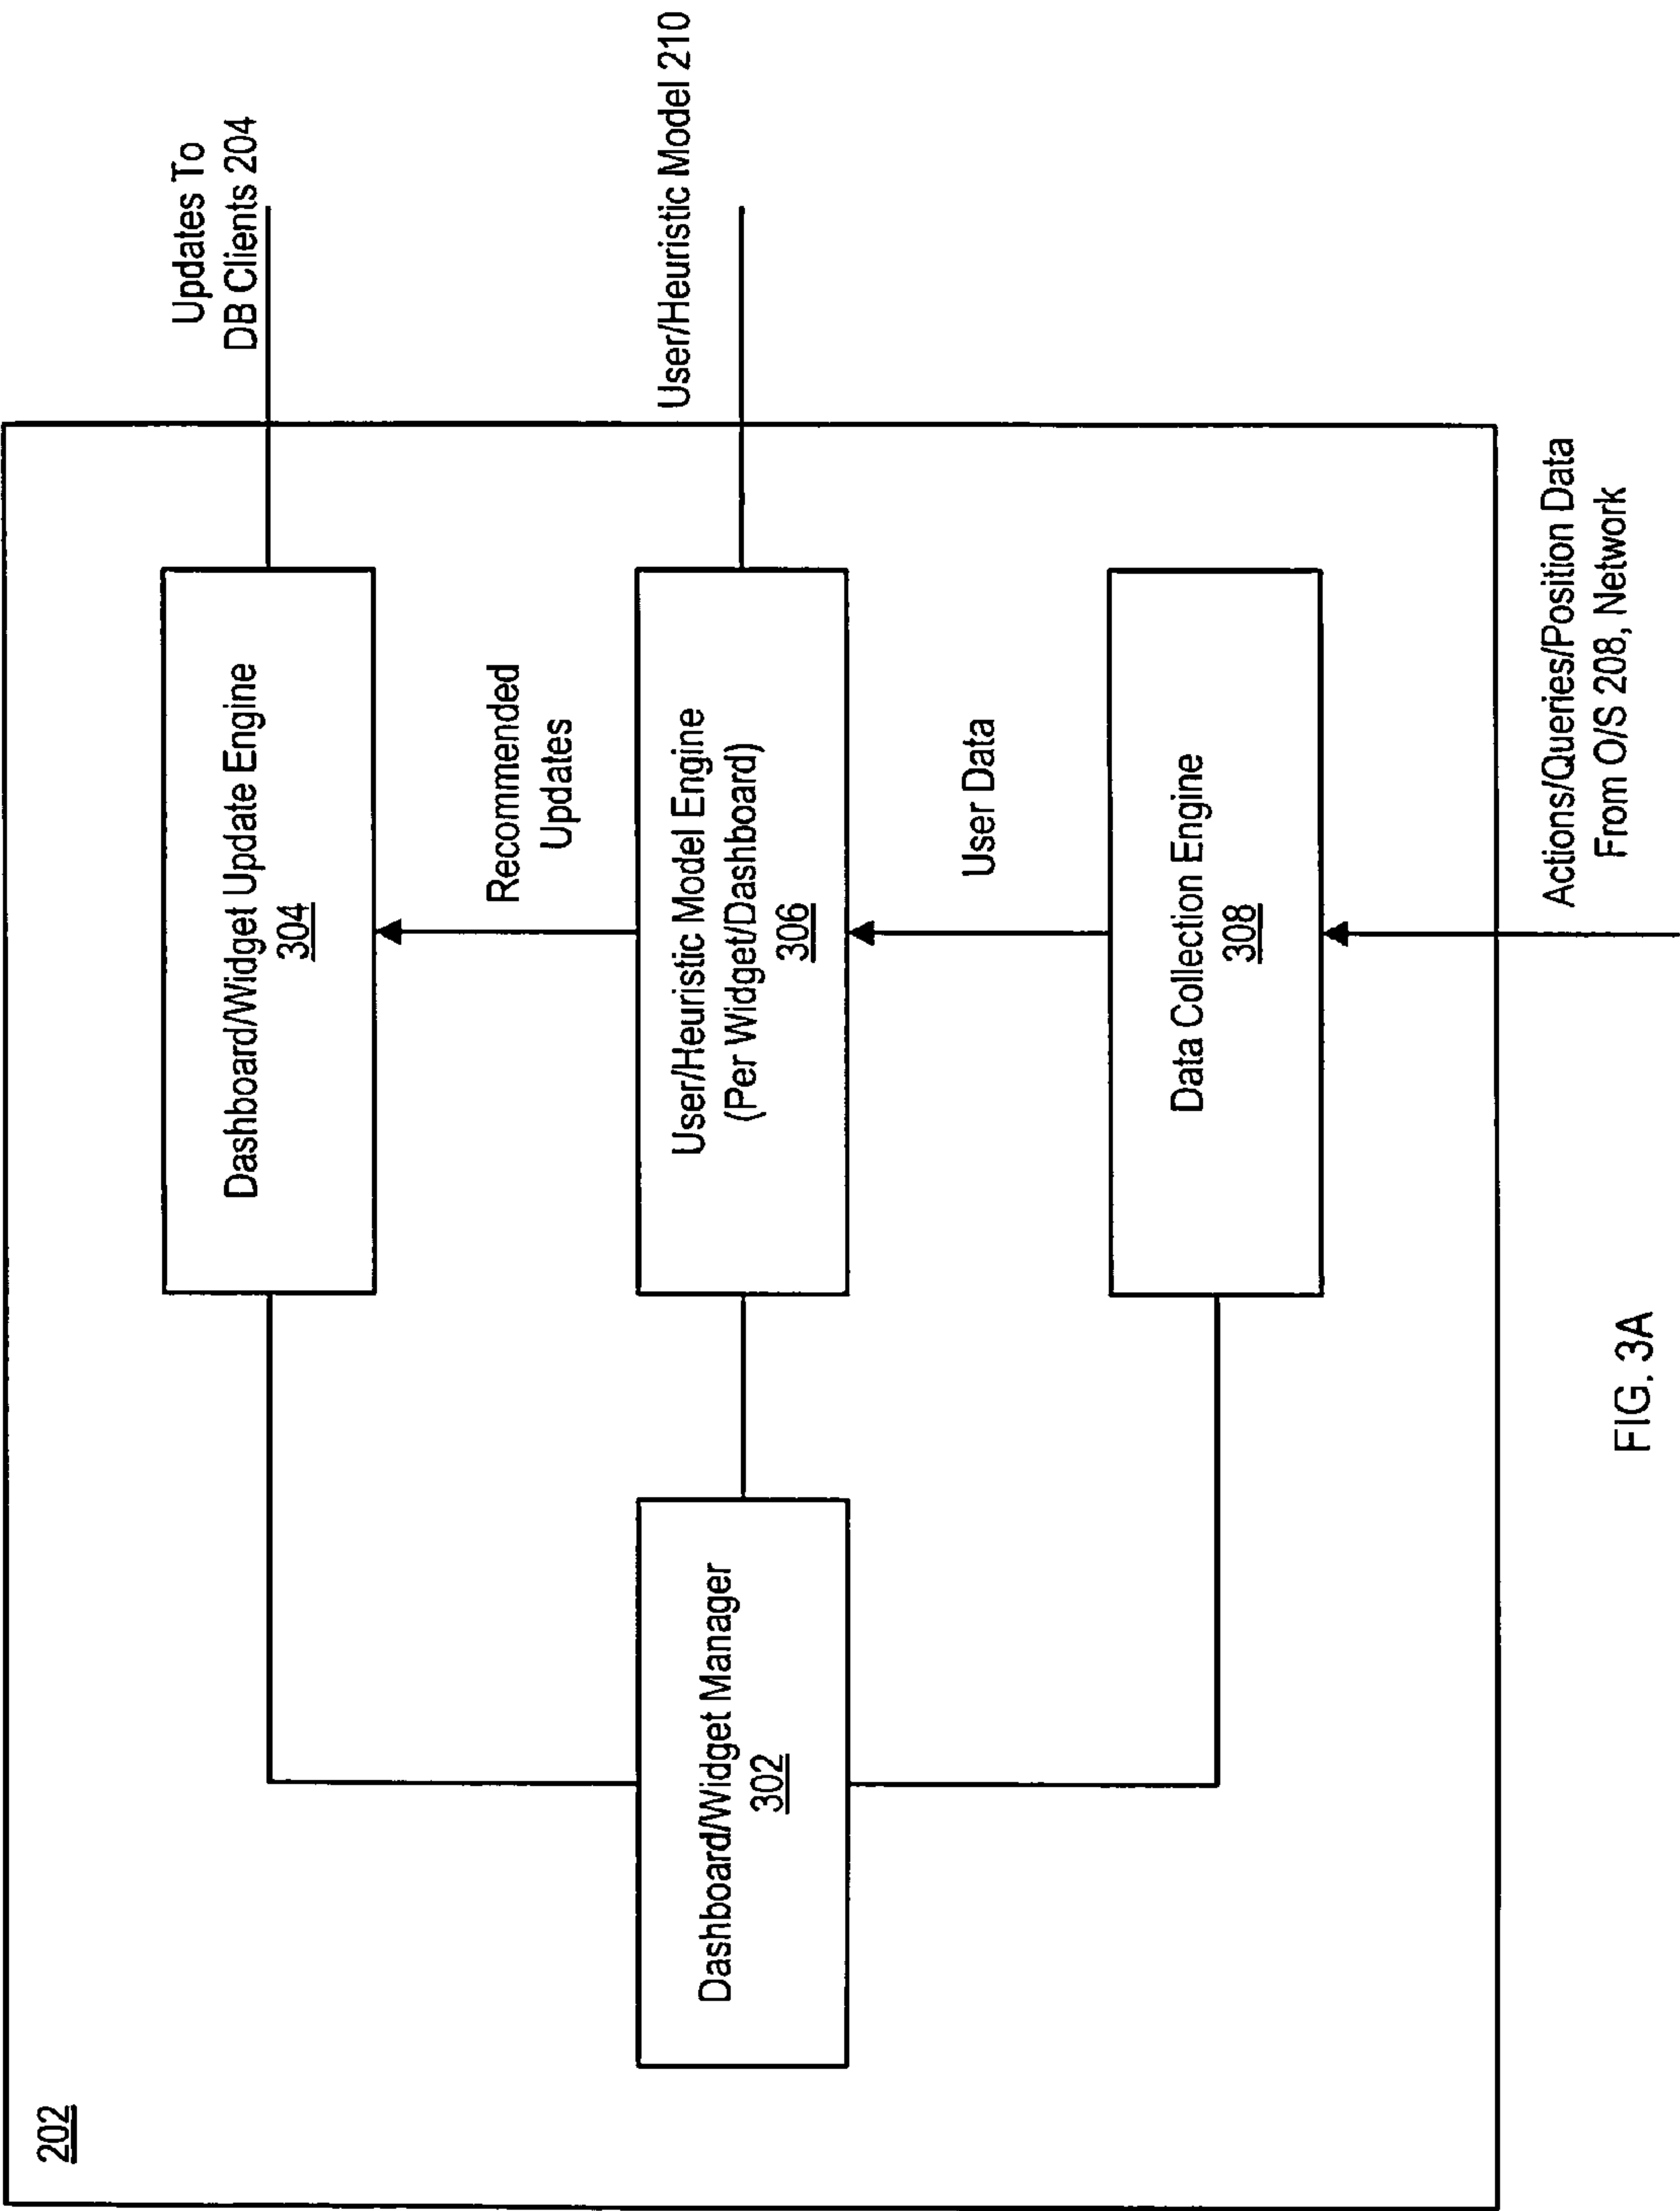 202
Updates To
DB Clients 204
Dashboard/Widget Update Engine
304
Recommended
Updates
User/Heuristic Model 210
Dashboard/Widget Manager
302
User/Heuristic Model Engine
(Per Widget/Dashboard)
306
User Data
Data Collection Engine
308
Actions/Queries/Position Data
From O/S 208, Network
FIG. 3A